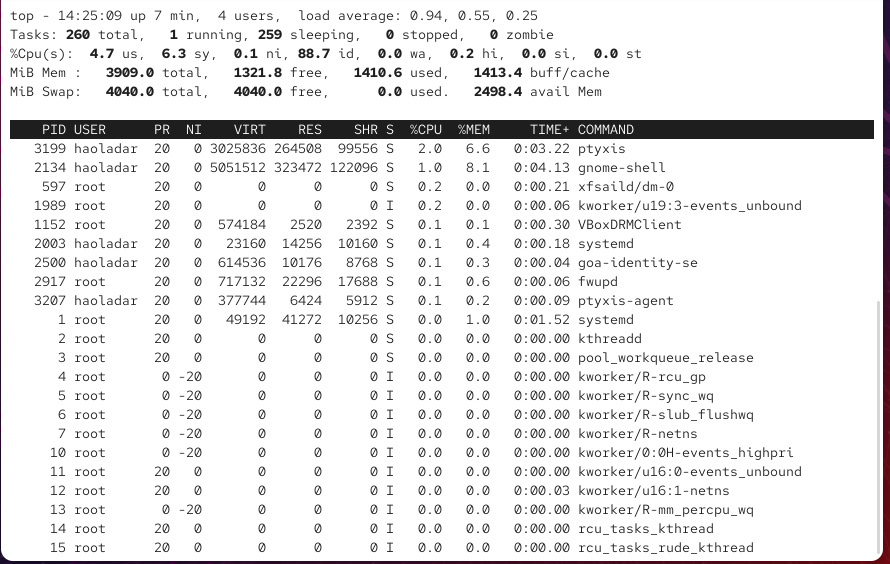 top - 14:25:09 up 7 min,  4 users,  load average: 0.94, 0.55, 0.25
Tasks: 260 total,   1 running, 259 sleeping,   0 stopped,   0 zombie
%Cpu(s):  4.7 us,  6.3 sy,  0.1 ni, 88.7 id,  0.0 wa,  0.2 hi,  0.0 si,  0.0 st
MiB Mem :   3909.0 total,   1321.8 free,   1410.6 used,   1413.4 buff/cache
MiB Swap:   4040.0 total,   4040.0 free,      0.0 used.   2498.4 avail Mem
PID USER      PR  NI    VIRT    RES    SHR S  %CPU  %MEM     TIME+ COMMAND
3199 haoladar  20   0 3025836 264508  99556 S   2.0   6.6   0:03.22 ptyxis
2134 haoladar  20   0 5051512 323472 122096 S   1.0   8.1   0:04.13 gnome-shell
597 root      20   0       0      0      0 S   0.2   0.0   0:00.21 xfsaild/dm-0
1989 root      20   0       0      0      0 I   0.2   0.0   0:00.06 kworker/u19:3-events_unbound
1152 root      20   0  574184   2520   2392 S   0.1   0.1   0:00.30 VBoxDRMClient
2003 haoladar  20   0   23160  14256  10160 S   0.1   0.4   0:00.18 systemd
2500 haoladar  20   0  614536  10176   8768 S   0.1   0.3   0:00.04 goa-identity-se
2917 root      20   0  717132  22296  17688 S   0.1   0.6   0:00.06 fwupd
3207 haoladar  20   0  377744   6424   5912 S   0.1   0.2   0:00.09 ptyxis-agent
1 root      20   0   49192  41272  10256 S   0.0   1.0   0:01.52 systemd
2 root      20   0       0      0      0 S   0.0   0.0   0:00.00 kthreadd
3 root      20   0       0      0      0 S   0.0   0.0   0:00.00 pool_workqueue_release
4 root       0 -20       0      0      0 I   0.0   0.0   0:00.00 kworker/R-rcu_gp
5 root       0 -20       0      0      0 I   0.0   0.0   0:00.00 kworker/R-sync_wq
6 root       0 -20       0      0      0 I   0.0   0.0   0:00.00 kworker/R-slub_flushwq
7 root       0 -20       0      0      0 I   0.0   0.0   0:00.00 kworker/R-netns
10 root       0 -20       0      0      0 I   0.0   0.0   0:00.00 kworker/0:0H-events_highpri
11 root      20   0       0      0      0 I   0.0   0.0   0:00.00 kworker/u16:0-events_unbound
12 root      20   0       0      0      0 I   0.0   0.0   0:00.03 kworker/u16:1-netns
13 root       0 -20       0      0      0 I   0.0   0.0   0:00.00 kworker/R-mm_percpu_wq
14 root      20   0       0      0      0 I   0.0   0.0   0:00.00 rcu_tasks_kthread
15 root      20   0       0      0      0 I   0.0   0.0   0:00.00 rcu_tasks_rude_kthread